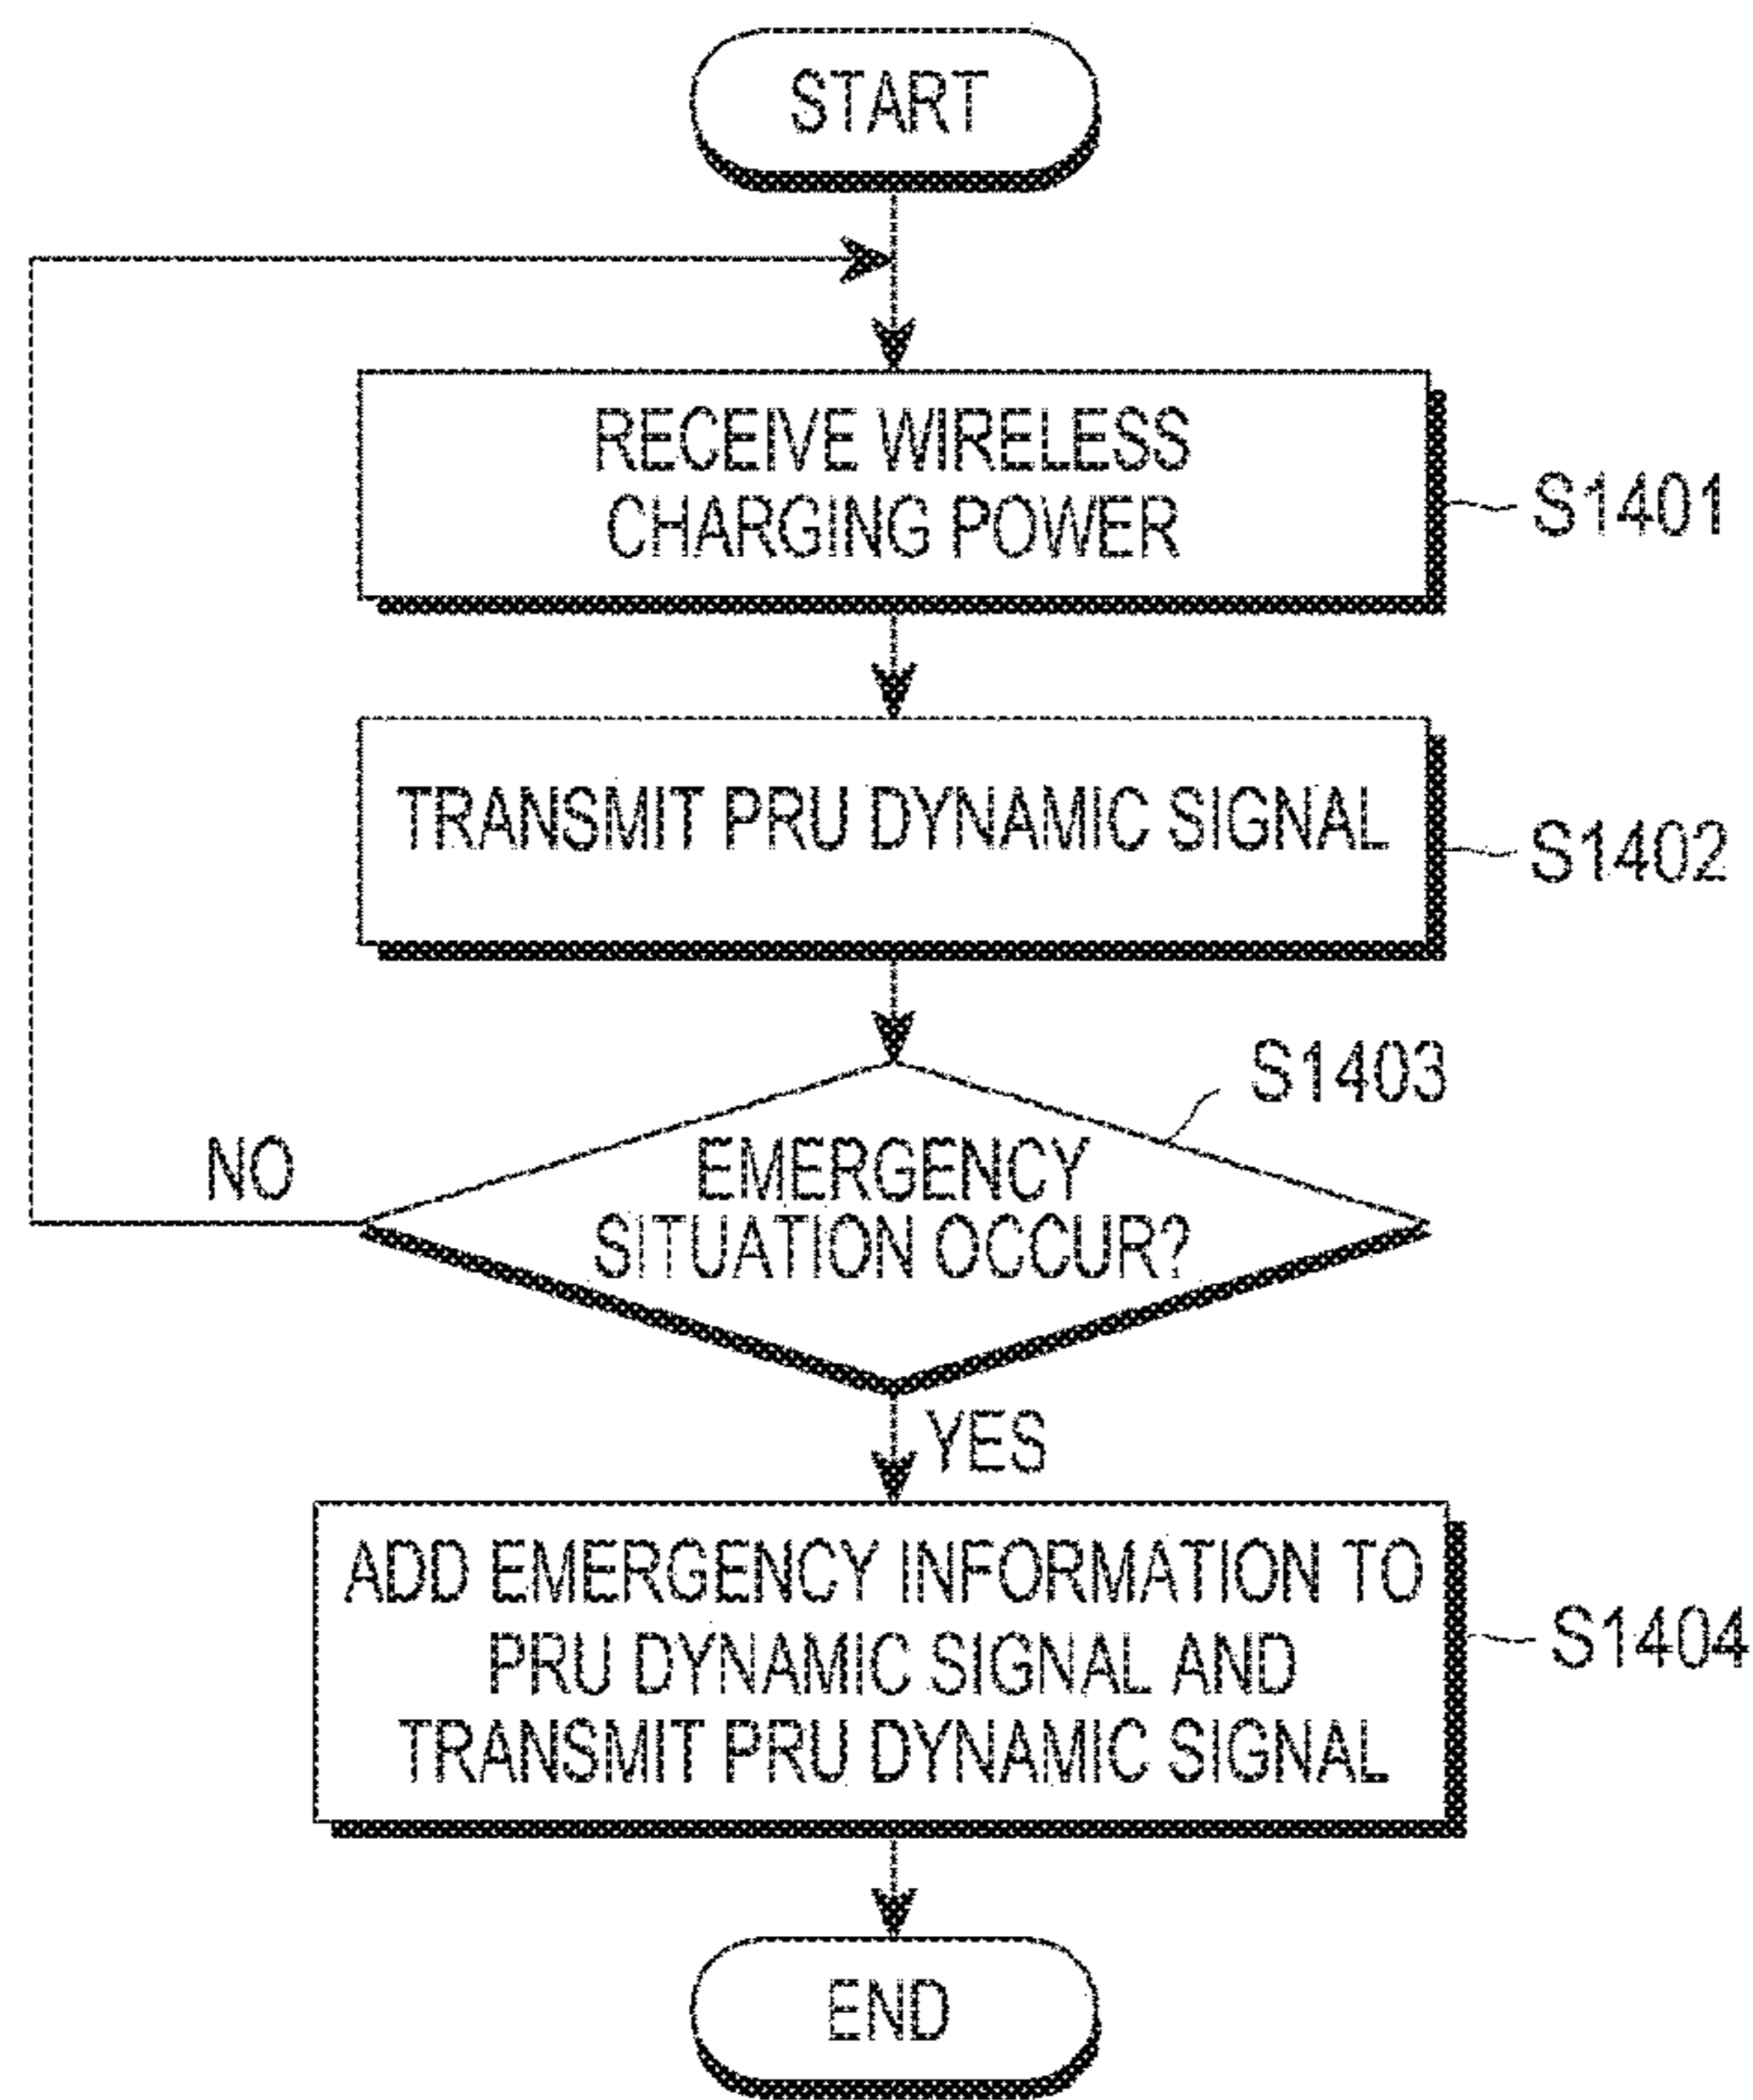 START
RECEIVE WIRELESS
CHARGING POWER
S1401
TRANSMIT PRU DYNAMIC SIGNAL
S1402
S1403
EMERGENCY
SITUATION OCCUR?
NO
YES
ADD EMERGENCY INFORMATION TO
PRU DYNAMIC SIGNAL AND
TRANSMIT PRU DYNAMIC SIGNAL
S1404
END